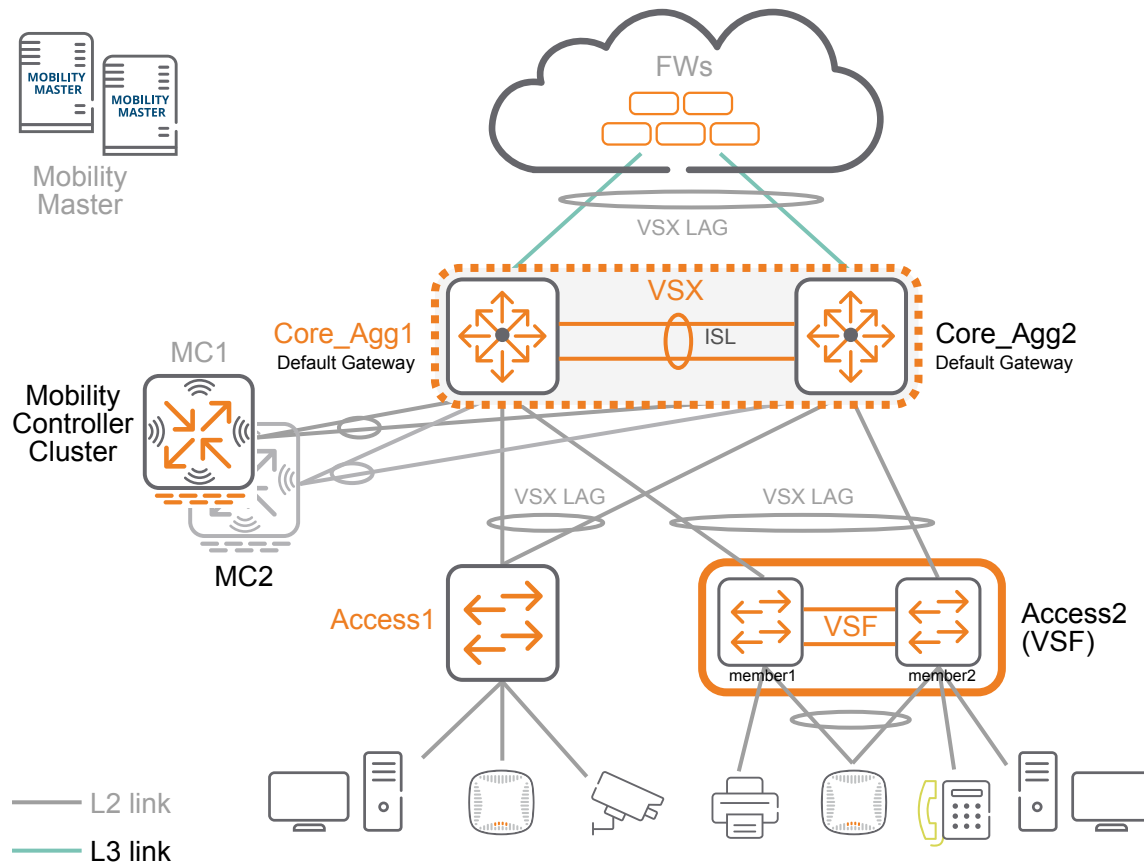 MOBILITY
MASTER
MOBILITY
MASTER
Mobility
Master
FWs
VSX LAG
VSX
ISL
Core_Agg1
Default Gateway
Core_Agg2
Default Gateway
MC1
Mobility
Controller
Cluster
MC2
VSX LAG
VSX LAG
Access1
VSF
member1
member2
Access2
(VSF)
L2 link
L3 link